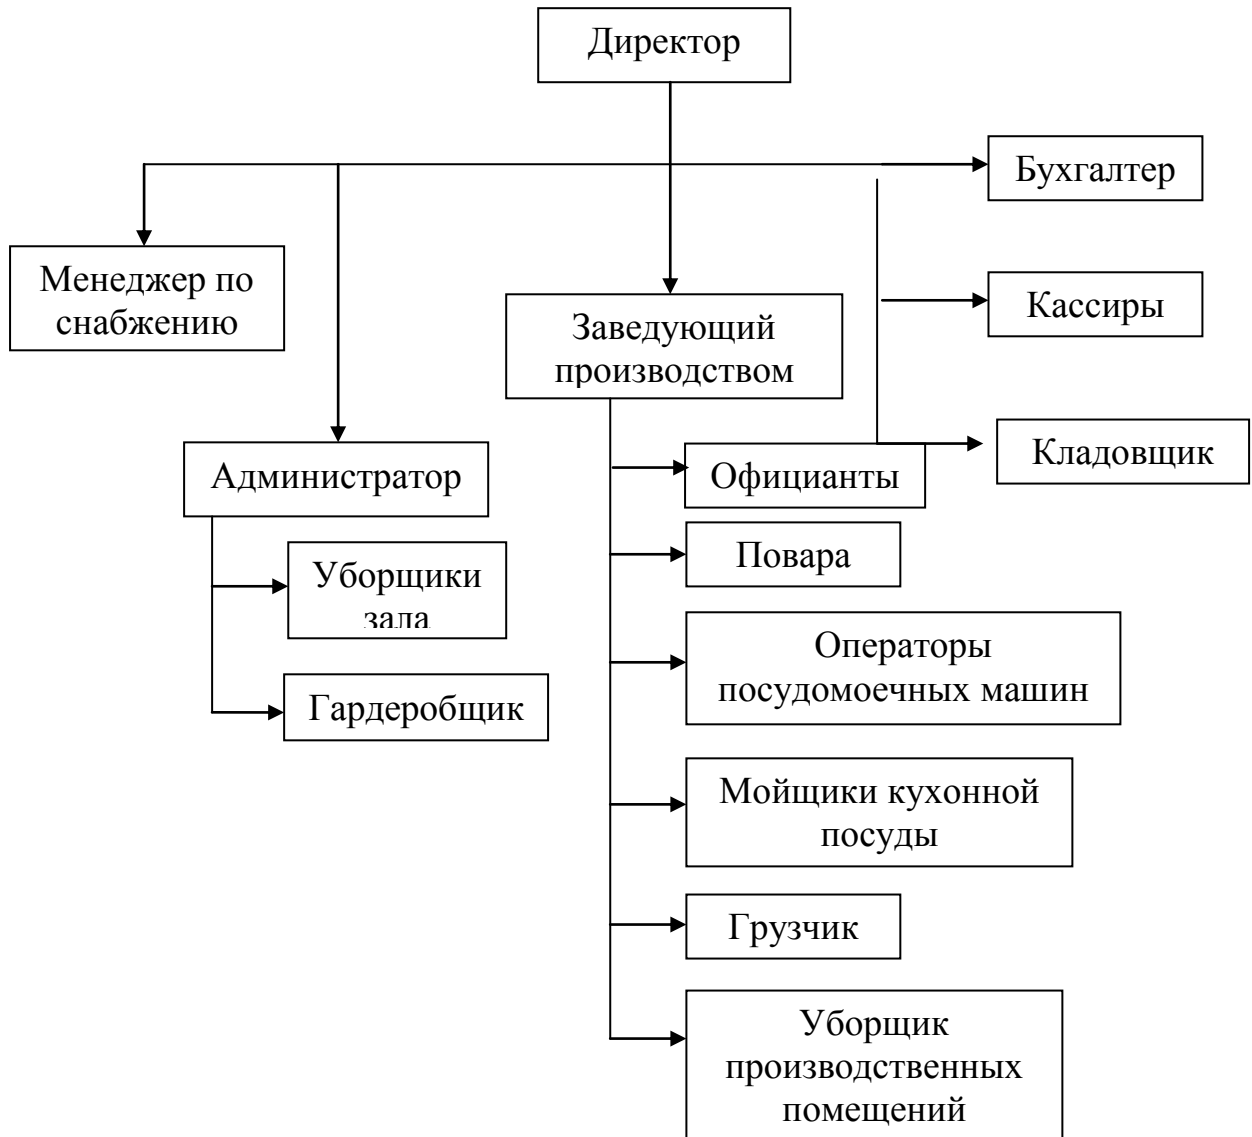 Директор
Бухгалтер
Менеджер по
снабжению
Кассиры
Заведующий
производством
Администратор
Официанты
Кладовщик
Повара
Уборщики
зала
Операторы
посудомоечных машин
Гардеробщик
Мойщики кухонной
посуды
Грузчик
Уборщик
производственных
помещений